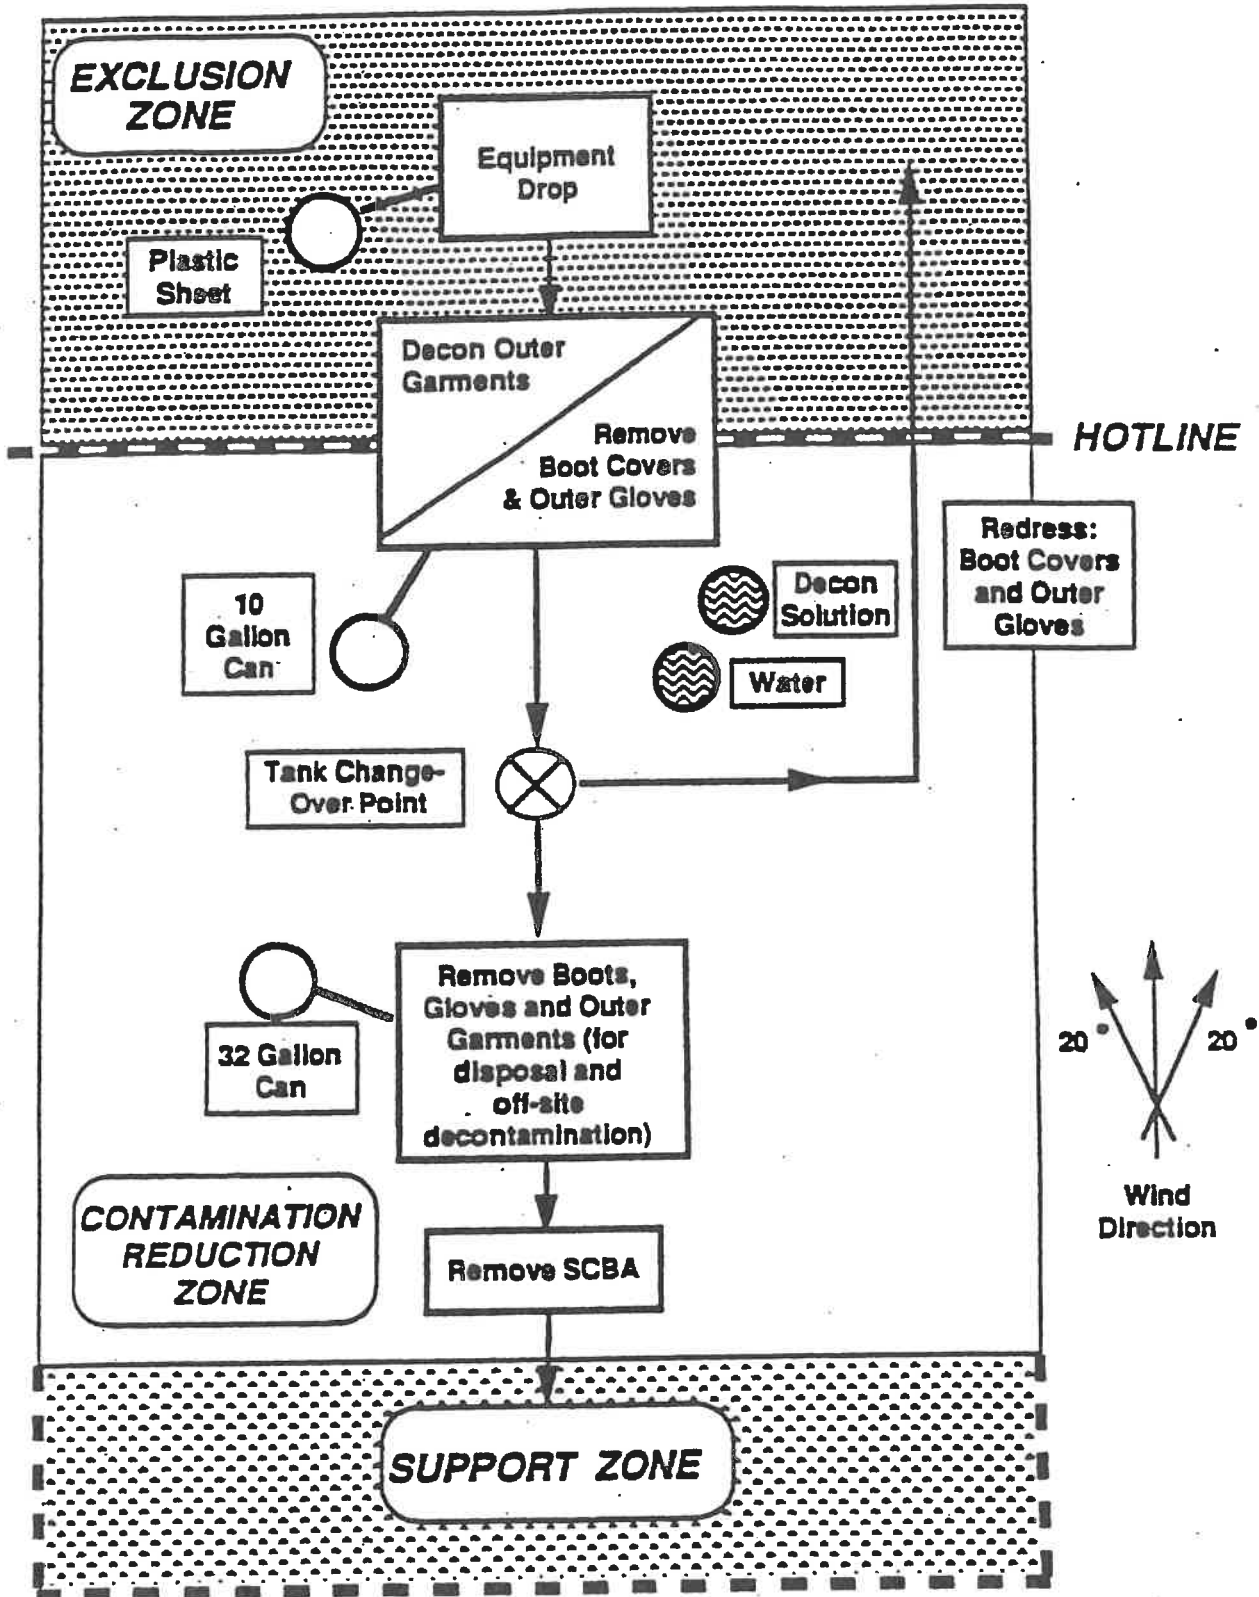 EXCLUSION
ZONE
Equipment
Drop
Plastic
Sheet
Decon Outer
Garments
Remove
Boot Covers
& Outer Gloves
HOTLINE
Redress:
Boot Covers
and Outer
Gloves
10
Gallon
Can
Decon
Solution
Water
Tank Change-
Over Point
32 Gallon
Can
Remove Boots,
Gloves and Outer
Garments (for
disposal and
off-site
decontamination)
20°
20°
Wind
Direction
CONTAMINATION
REDUCTION
ZONE
Remove SCBA
SUPPORT ZONE